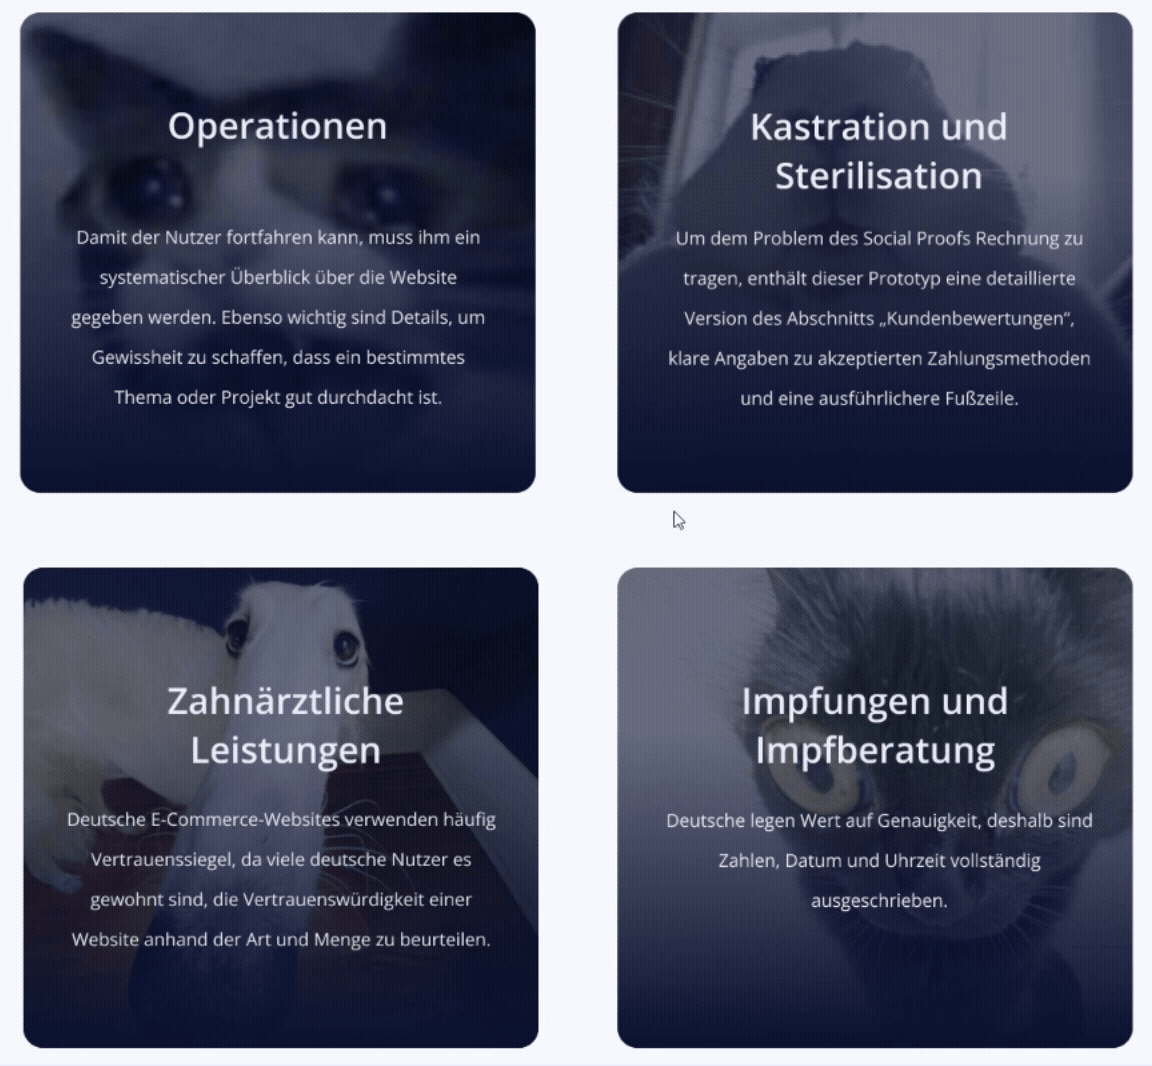 Operationen
Damit der Nutzer fortfahren kann, muss ihm ein
systematischer Überblick über die Website
gegeben werden. Ebenso wichtig sind Details, um
Gewissheit zu schaffen, dass ein bestimmtes
Thema oder Projekt gut durchdacht ist.
Kastration und
Sterilisation
Um dem Problem des Social Proofs Rechnung zu
tragen, enthält dieser Prototyp eine detaillierte
Version des Abschnitts „Kundenbewertungen“,
klare Angaben zu akzeptierten Zahlungsmethoden
und eine ausführlichere Fußzeile.
Zahnärztliche
Leistungen
Deutsche E-Commerce-Websites verwenden häufig
Vertrauenssiegel, da viele deutsche Nutzer es
gewohnt sind, die Vertrauenswürdigkeit einer
Website anhand der Art und Menge zu beurteilen.
Impfungen und
Impfberatung
Deutsche legen Wert auf Genauigkeit, deshalb sind
Zahlen, Datum und Uhrzeit vollständig
ausgeschrieben.